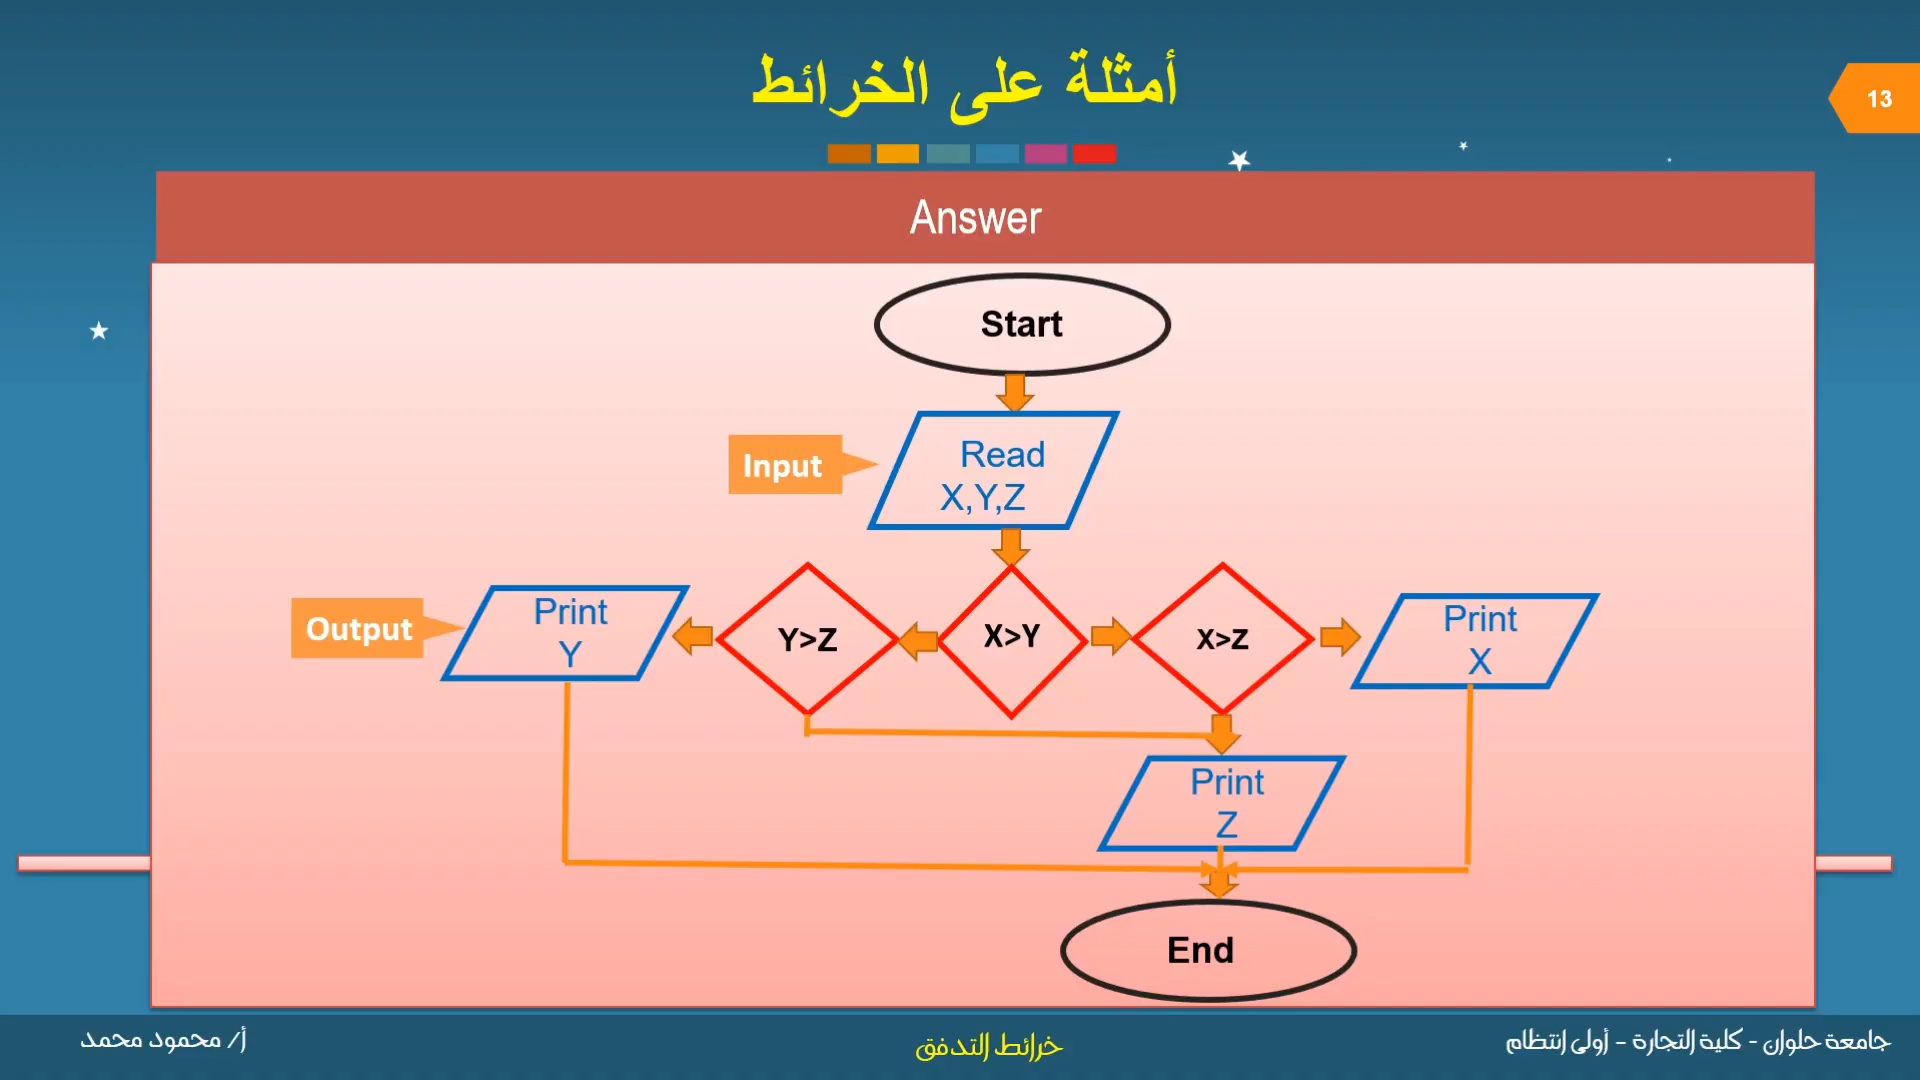 أمثلة على الخرائط
13
Answer
Start
Input
Read
X,Y,Z
Output
Print
Y
Y>Z
X>Y
X>Z
Print
X
Print
Z
End
أ/ محمود محمد
خرائط التدفق
جامعة حلوان - كلية التجارة - أولى انتظام